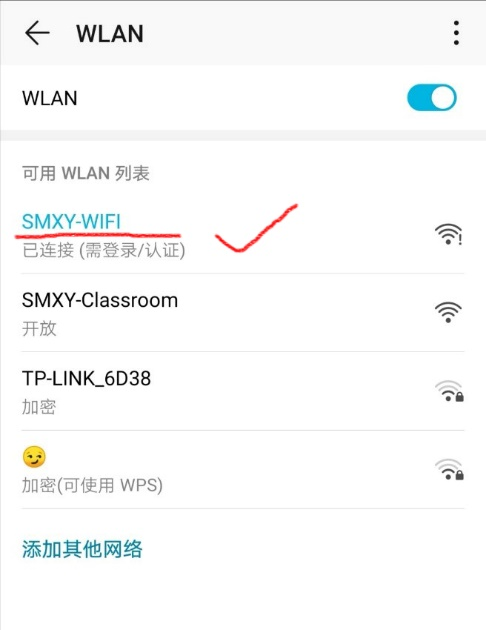 WLAN
WLAN
可用 WLAN 列表
SMXY-WIFI
已连接 (需登录/认证)
SMXY-Classroom
开放
TP-LINK_6D38
加密
😏
加密(可使用 WPS)
添加其他网络